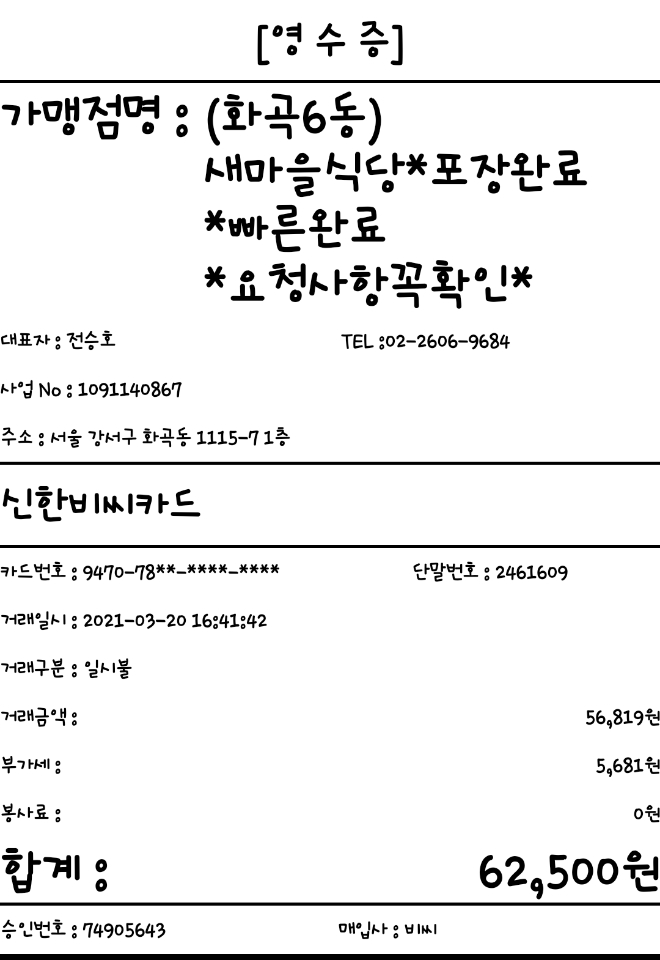 [영 수 증]
가맹점명 : (화곡6동)
새마을식당*포장완료
*빠른완료
*요청사항꼭확인*
대표자 : 전승호 TEL :02-2606-9684
사업 No : 1091140867
주소 : 서울 강서구 화곡동 1115-7 1층
신한비씨카드
카드번호 : 9470-78**-****-**** 단말번호 : 2461609
거래일시 : 2021-03-20 16:41:42
거래구분 : 일시불
거래금액 : 56,819원
부가세 : 5,681원
봉사료 : 0원
합계 : 62,500원
승인번호 : 74905643 매입사 : 비씨